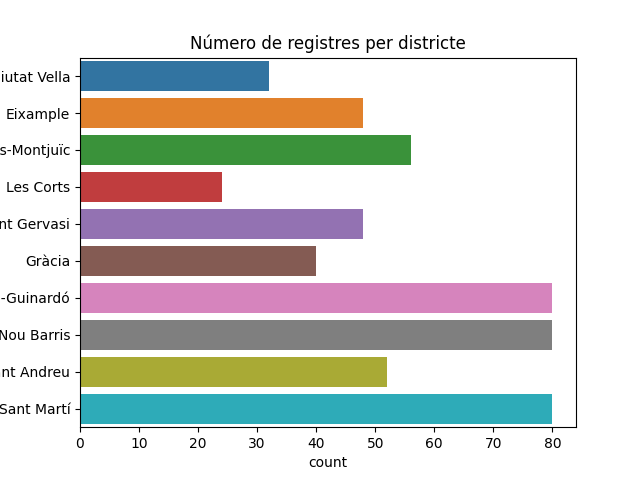 Número de registres per districte
iutat Vella
Eixample
s-Montjuïc
Les Corts
nt Gervasi
Gràcia
-Guinardó
Nou Barris
nt Andreu
Sant Martí
0 10 20 30 40 50 60 70 80
count